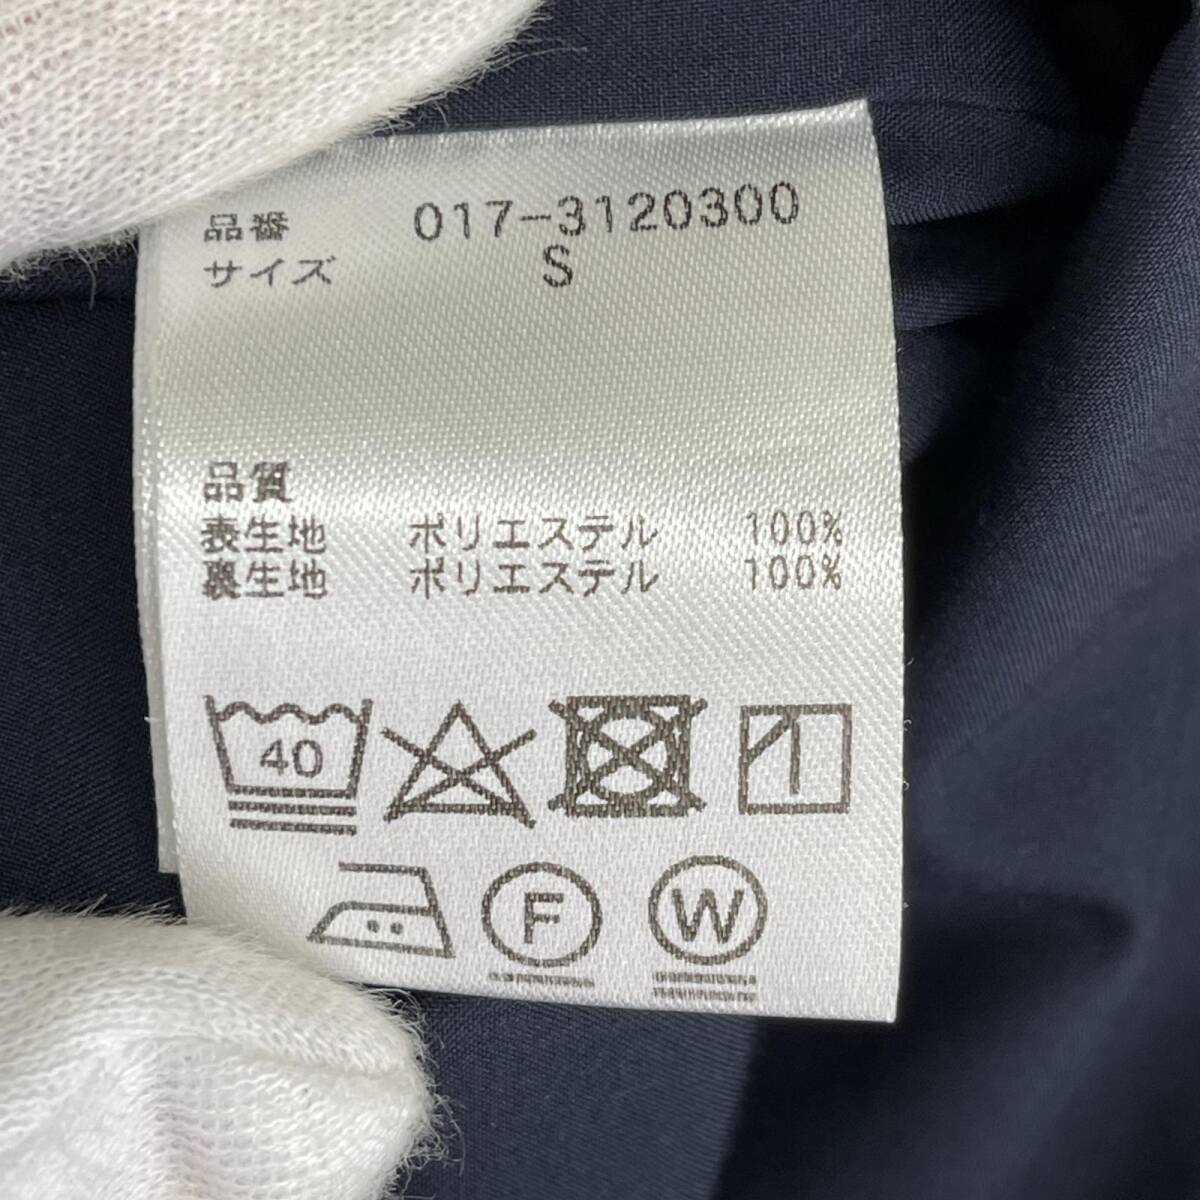 品番 017-3120300
サイズ S
品質
表生地 ポリエステル 100%
裏生地 ポリエステル 100%
40
F W